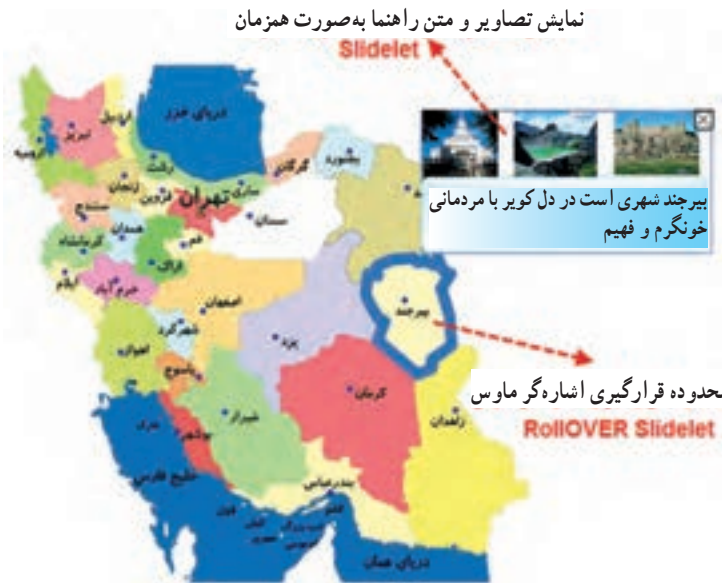 نمایش تصاویر و متن راهنما به‌صورت همزمان
Slidelet
دریای خزر
اردبیل
تبریز
ارومیه
رشت
زنجان
قزوین
تهران
ساری
گرگان
بجنورد
سمنان
سنندج
همدان
قم
کرمانشاه
اراک
ایلام
خرم آباد
اصفهان
شهرکرد
یزد
اهواز
یاسوج
شیراز
کرمان
بیرجند
زاهدان
بوشهر
خلیج فارس
بندرعباس
دریای عمان
بیرجند شهری است در دل کویر با مردمانی
خونگرم و فهیم
محدوده قرارگیری اشاره‌گر ماوس
RollOVER Slidelet